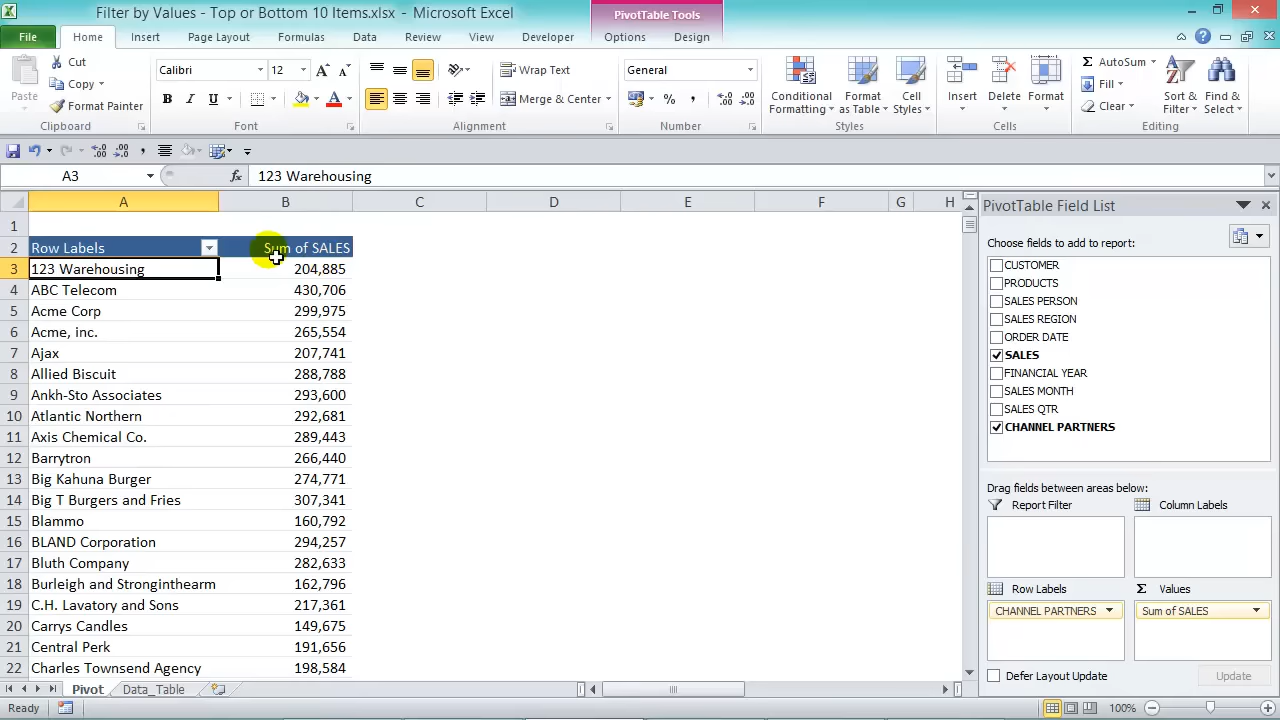 Filter by Values - Top or Bottom 10 Items.xlsx - Microsoft Excel
PivotTable Tools
File Home Insert Page Layout Formulas Data Review View Developer Options Design
Paste
Cut
Copy
Format Painter
Clipboard
Calibri 12
B I U
Font
Wrap Text
Merge & Center
Alignment
General
Number
Conditional Formatting
Format as Table
Cell Styles
Styles
Insert Delete Format
Cells
AutoSum
Fill
Clear
Sort & Filter
Find & Select
Editing
A3 fx 123 Warehousing
A B C D E F G H
1
2 Row Labels Sum of SALES
3 123 Warehousing 204,885
4 ABC Telecom 430,706
5 Acme Corp 299,975
6 Acme, inc. 265,554
7 Ajax 207,741
8 Allied Biscuit 288,788
9 Ankh-Sto Associates 293,600
10 Atlantic Northern 292,681
11 Axis Chemical Co. 289,443
12 Barrytron 266,440
13 Big Kahuna Burger 274,771
14 Big T Burgers and Fries 307,341
15 Blammo 160,792
16 BLAND Corporation 294,257
17 Bluth Company 282,633
18 Burleigh and Stronginthearm 162,796
19 C.H. Lavatory and Sons 217,361
20 Carrys Candles 149,675
21 Central Perk 191,656
22 Charles Townsend Agency 198,584
PivotTable Field List
Choose fields to add to report:
CUSTOMER
PRODUCTS
SALES PERSON
SALES REGION
ORDER DATE
SALES
FINANCIAL YEAR
SALES MONTH
SALES QTR
CHANNEL PARTNERS
Drag fields between areas below:
Report Filter Column Labels
Row Labels Σ Values
CHANNEL PARTNERS Sum of SALES
Defer Layout Update Update
Pivot Data_Table
Ready 100%